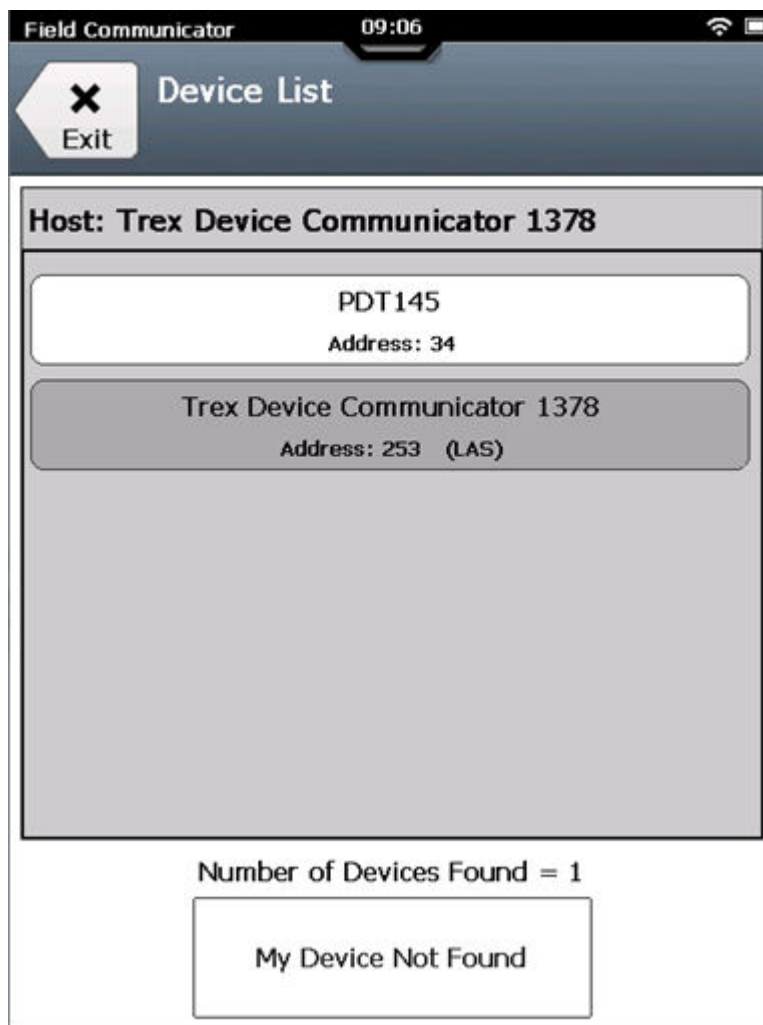 Field Communicator 09:06
Device List
Exit
Host: Trex Device Communicator 1378
PDT145
Address: 34
Trex Device Communicator 1378
Address: 253 (LAS)
Number of Devices Found = 1
My Device Not Found